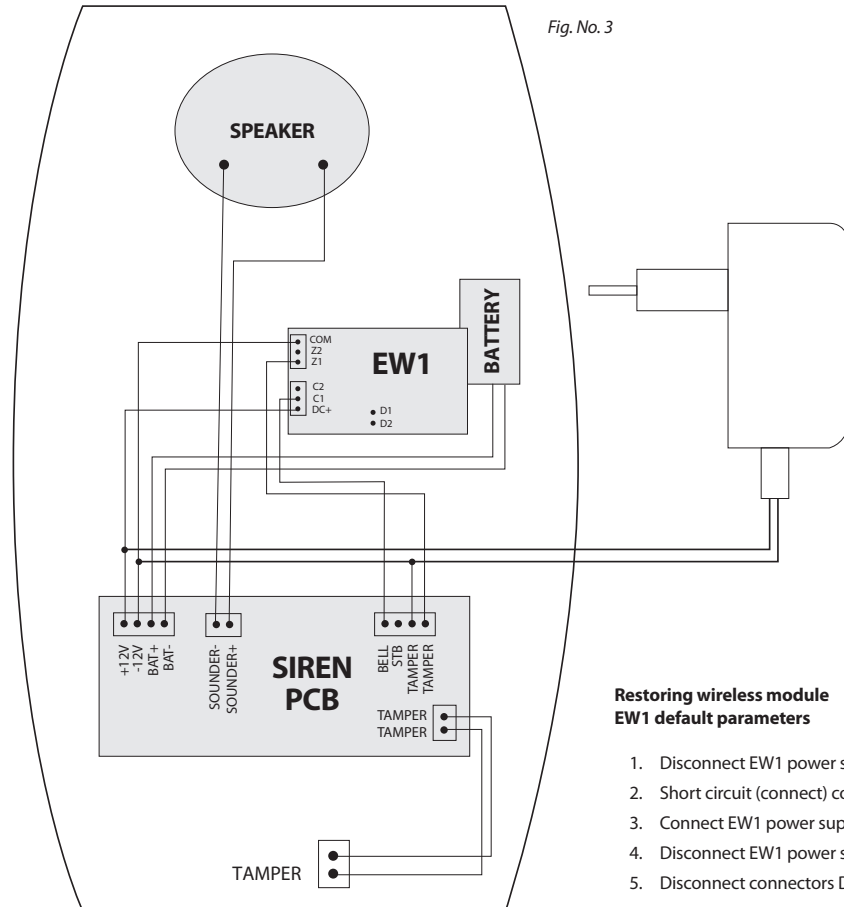 Fig. No. 3
SPEAKER
BATTERY
COM
Z2
Z1
EW1
C2
C1
DC+
D1
D2
+12V
-12V
BAT+
BAT-
SOUNDER-
SOUNDER+
BELL
STB
TAMPER
TAMPER
SIREN
PCB
TAMPER
TAMPER
TAMPER
Restoring wireless module
EW1 default parameters
1. Disconnect EW1 power
2. Short circuit (connect)
3. Connect EW1 power
4. Disconnect EW1 power
5. Disconnect connectors